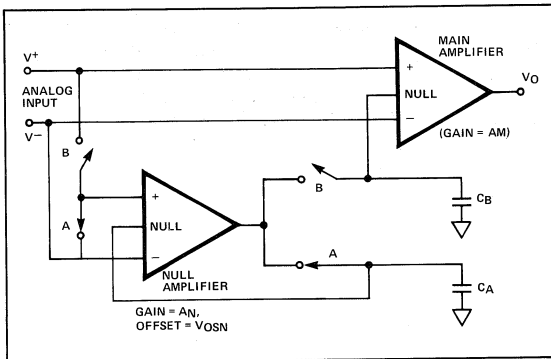 V+
ANALOG
INPUT
V−
B
A
+
NULL
−
NULL
AMPLIFIER
GAIN = AN,
OFFSET = VOSN
MAIN
AMPLIFIER
+
NULL
−
(GAIN = AM)
VO
B
CB
A
CA